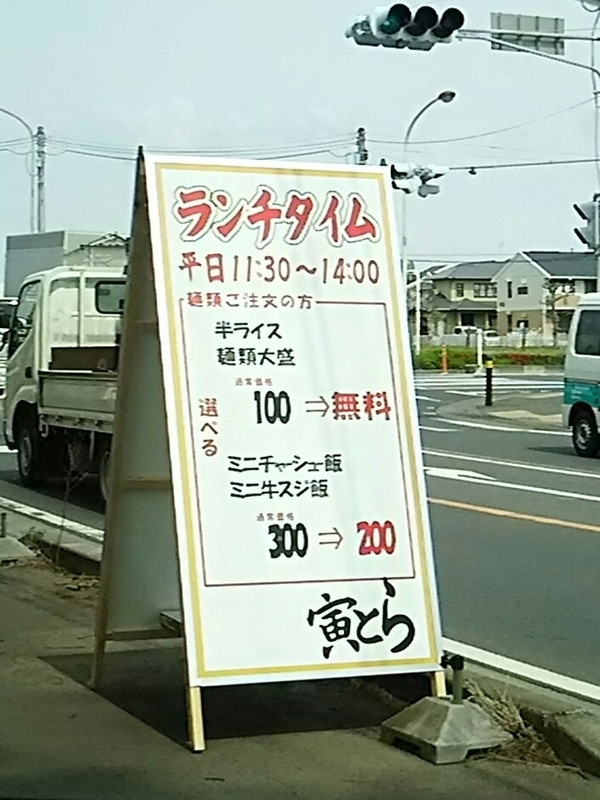 ランチタイム
平日11:30～14:00
麺類ご注文の方
半ライス
麺類大盛
通常価格
100⇒無料
選べる
ミニチャーシュー飯
ミニ牛スジ飯
通常価格
300⇒200
寅とら